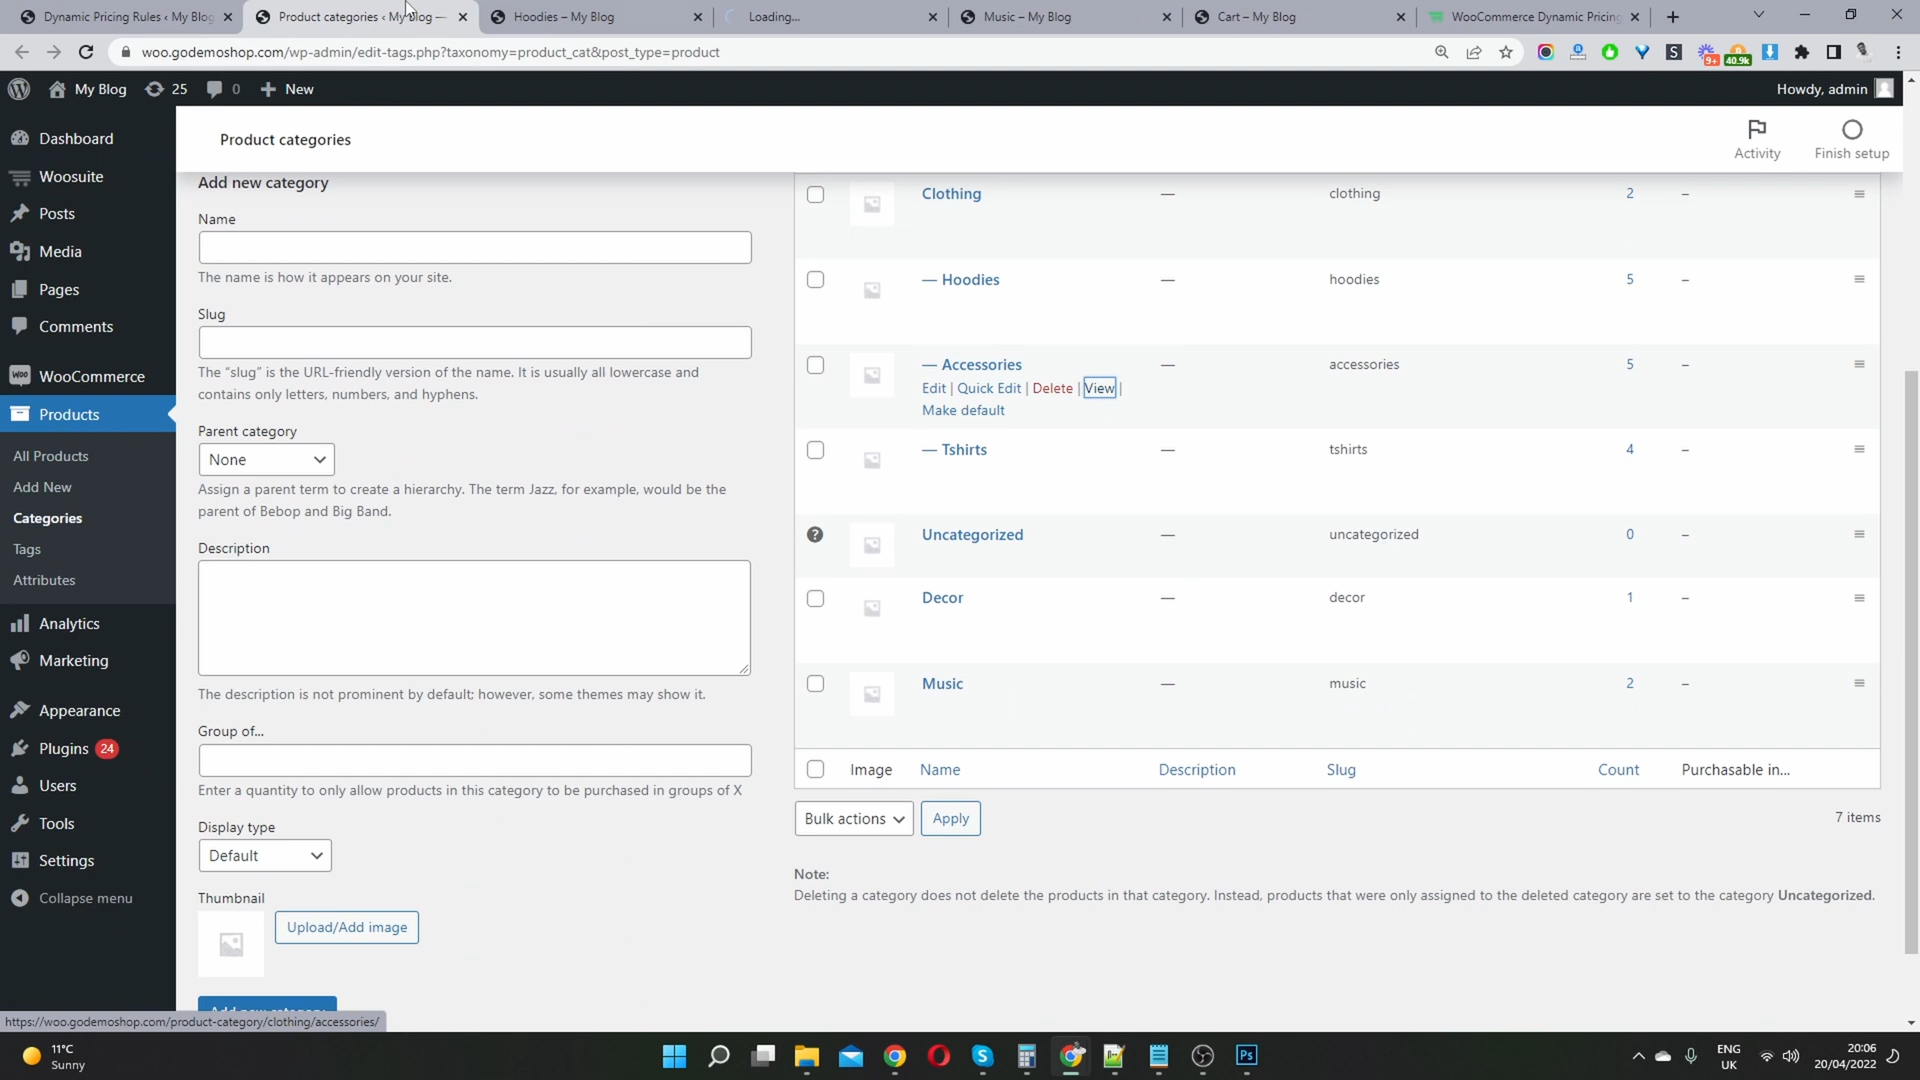 Dynamic Pricing Rules ‹ My Blog
Product categories ‹ My Blog —
Hoodies – My Blog
Loading...
Music – My Blog
Cart – My Blog
WooCommerce Dynamic Pricing
woo.godemoshop.com/wp-admin/edit-tags.php?taxonomy=product_cat&post_type=product
9+
40.9k
My Blog
25
0
New
Howdy, admin
Dashboard
Woosuite
Posts
Media
Pages
Comments
WooCommerce
Products
All Products
Add New
Categories
Tags
Attributes
Analytics
Marketing
Appearance
Plugins 24
Users
Tools
Settings
Collapse menu
Product categories
Activity
Finish setup
Add new category
Name
The name is how it appears on your site.
Slug
The “slug” is the URL-friendly version of the name. It is usually all lowercase and
contains only letters, numbers, and hyphens.
Parent category
None
Assign a parent term to create a hierarchy. The term Jazz, for example, would be the
parent of Bebop and Big Band.
Description
The description is not prominent by default; however, some themes may show it.
Group of...
Enter a quantity to only allow products in this category to be purchased in groups of X
Display type
Default
Thumbnail
Upload/Add image
Add new category
Clothing — clothing 2 –
— Hoodies — hoodies 5 –
— Accessories — accessories 5 –
Edit | Quick Edit | Delete | View |
Make default
— Tshirts — tshirts 4 –
Uncategorized — uncategorized 0 –
Decor — decor 1 –
Music — music 2 –
Image Name Description Slug Count Purchasable in...
Bulk actions
Apply
7 items
Note:
Deleting a category does not delete the products in that category. Instead, products that were only assigned to the deleted category are set to the category Uncategorized.
https://woo.godemoshop.com/product-category/clothing/accessories/
11°C
Sunny
Ps
ENG
UK
20:06
20/04/2022